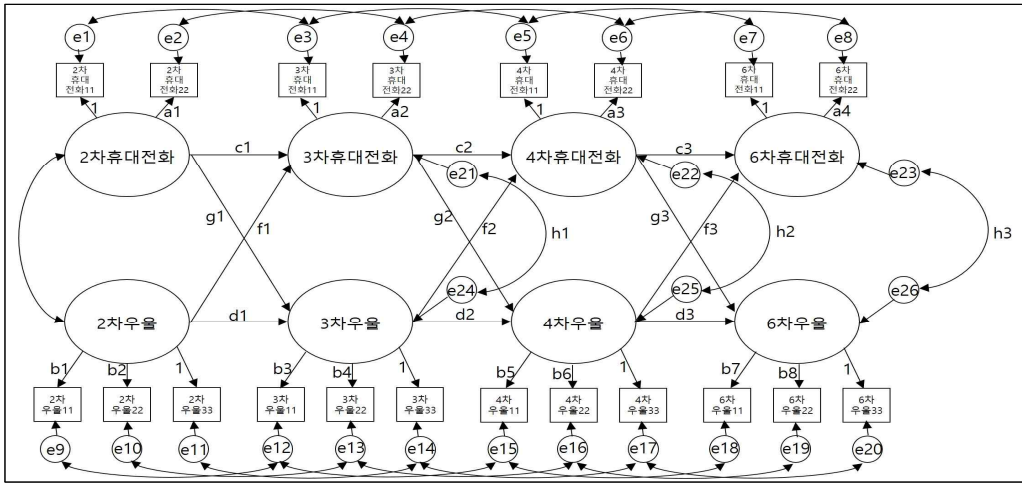 e1 e2 e3 e4 e5 e6 e7 e8
2차 휴대 전화11
2차 휴대 전화22
3차 휴대 전화11
3차 휴대 전화22
4차 휴대 전화11
4차 휴대 전화22
6차 휴대 전화11
6차 휴대 전화22
1 a1 1 a2 1 a3 1 a4
2차휴대전화 c1 3차휴대전화 c2 4차휴대전화 c3 6차휴대전화
e21 e22 e23
g1 f1 g2 f2 h1 g3 f3 h2 h3
e24 e25 e26
2차우울 d1 3차우울 d2 4차우울 d3 6차우울
b1 b2 1 b3 b4 1 b5 b6 1 b7 b8 1
2차 우울11
2차 우울22
2차 우울33
3차 우울11
3차 우울22
3차 우울33
4차 우울11
4차 우울22
4차 우울33
6차 우울11
6차 우울22
6차 우울33
e9 e10 e11 e12 e13 e14 e15 e16 e17 e18 e19 e20